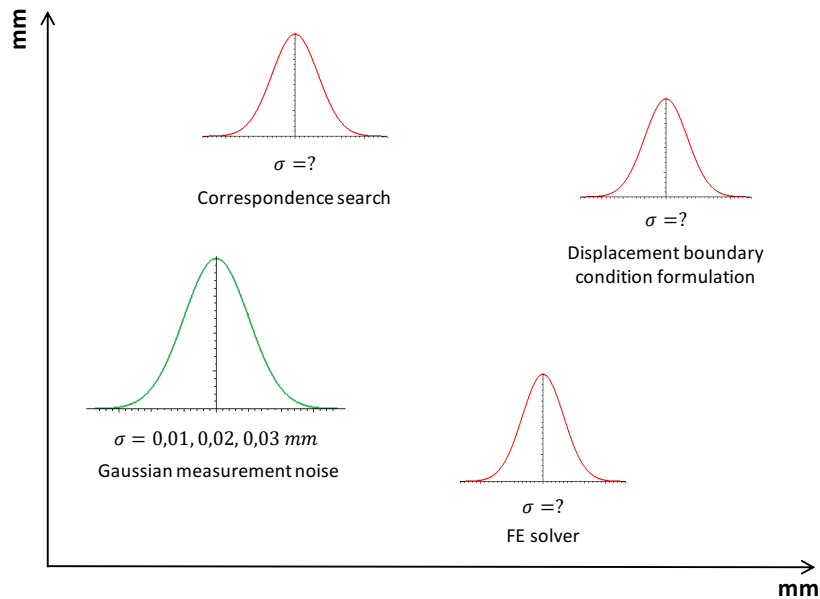 mm
σ =?
Correspondence search
σ =?
Displacement boundary
condition formulation
σ = 0,01, 0,02, 0,03 mm
Gaussian measurement noise
σ =?
FE solver
mm